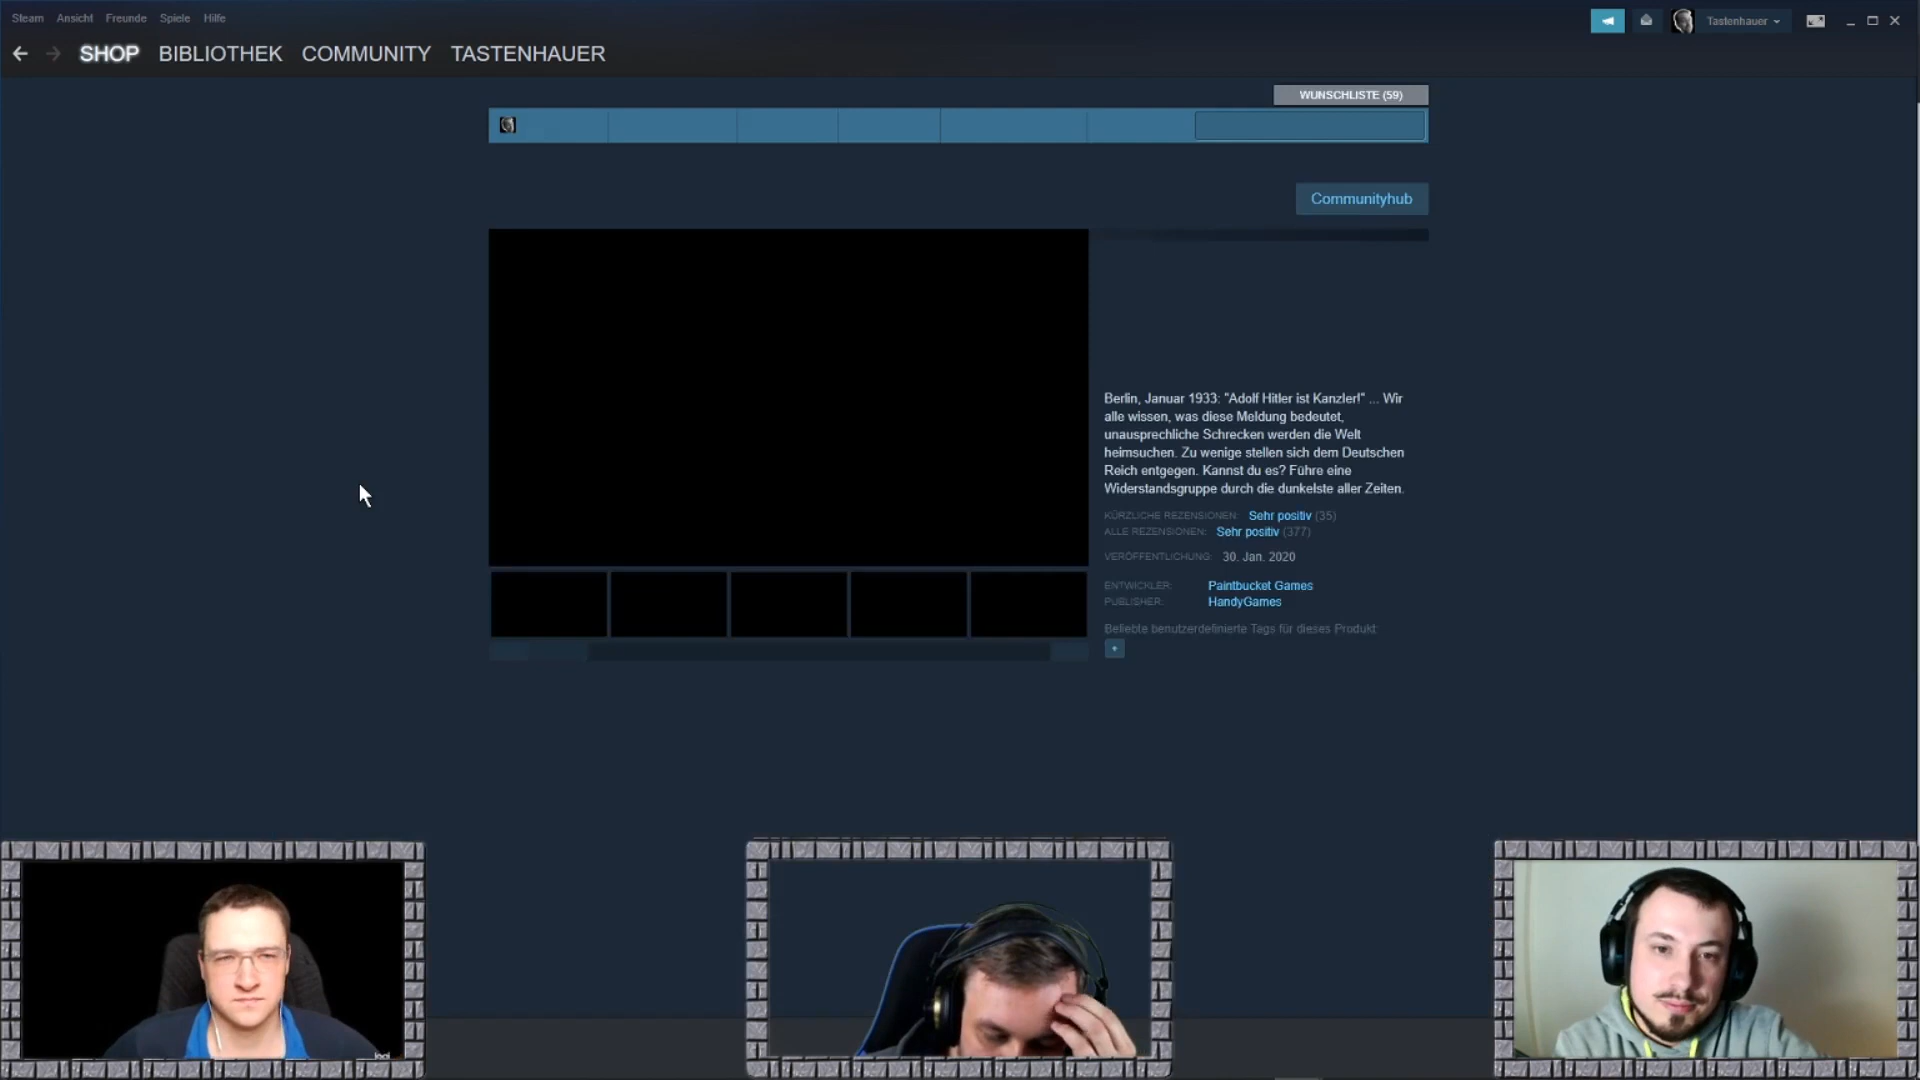 Steam Ansicht Freunde Spiele Hilfe
Tastenhauer
SHOP BIBLIOTHEK COMMUNITY TASTENHAUER
WUNSCHLISTE (59)
Communityhub
Berlin, Januar 1933: "Adolf Hitler ist Kanzler!" ... Wir
alle wissen, was diese Meldung bedeutet,
unausprechliche Schrecken werden die Welt
heimsuchen. Zu wenige stellen sich dem Deutschen
Reich entgegen. Kannst du es? Führe eine
Widerstandsgruppe durch die dunkelste aller Zeiten.
KÜRZLICHE REZENSIONEN: Sehr positiv (35)
ALLE REZENSIONEN: Sehr positiv (377)
VERÖFFENTLICHUNG: 30. Jan. 2020
ENTWICKLER: Paintbucket Games
PUBLISHER: HandyGames
Beliebte benutzerdefinierte Tags für dieses Produkt:
+